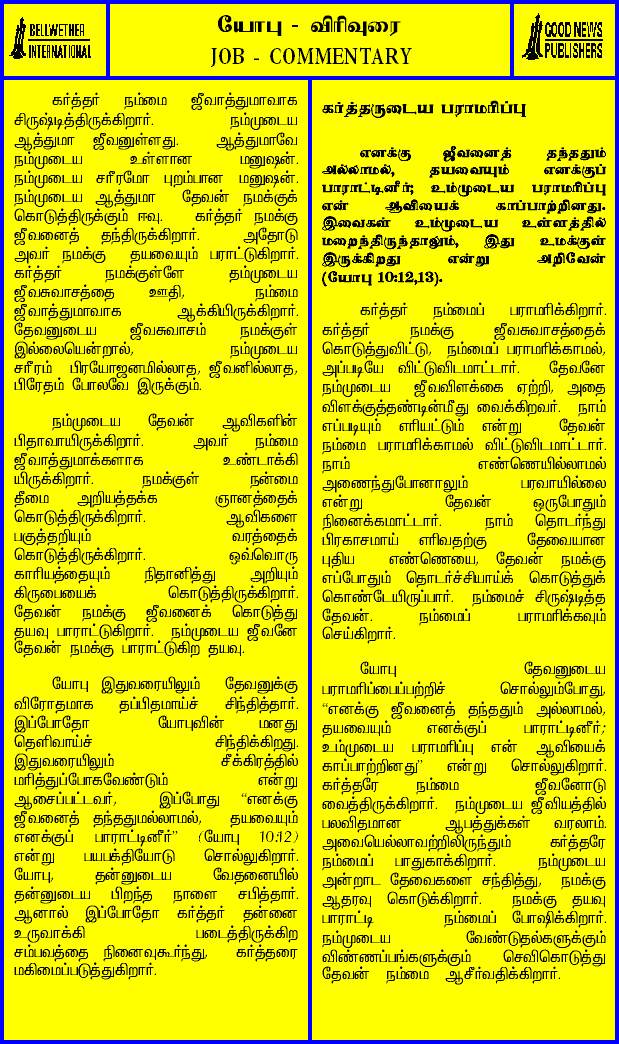 BELLWETHER
INTERNATIONAL
யோபு - விரிவுரை
JOB - COMMENTARY
GOOD NEWS
PUBLISHERS
கர்த்தர் நம்மை ஜீவாத்துமாவாக
சிருஷ்டித்திருக்கிறார். நம்முடைய
ஆத்துமா ஜீவனுள்ளது. ஆத்துமாவே
நம்முடைய உள்ளான மனுஷன்.
நம்முடைய சரீரமோ புறம்பான மனுஷன்.
நம்முடைய ஆத்துமா தேவன் நமக்குக்
கொடுத்திருக்கும் ஈவு. கர்த்தர் நமக்கு
ஜீவனைத் தந்திருக்கிறார். அதோடு
அவர் நமக்கு தயவையும் பராட்டுகிறார்.
கர்த்தர் நமக்குள்ளே தம்முடைய
ஜீவசுவாசத்தை ஊதி, நம்மை
ஜீவாத்துமாவாக ஆக்கியிருக்கிறார்.
தேவனுடைய ஜீவசுவாசம் நமக்குள்
இல்லையென்றால், நம்முடைய
சரீரம் பிரயோஜனமில்லாத, ஜீவனில்லாத,
பிரேதம் போலவே இருக்கும்.
நம்முடைய தேவன் ஆவிகளின்
பிதாவாயிருக்கிறார். அவர் நம்மை
ஜீவாத்துமாக்களாக உண்டாக்கி
யிருக்கிறார். நமக்குள் நன்மை
தீமை அறியத்தக்க ஞானத்தைக்
கொடுத்திருக்கிறார். ஆவிகளை
பகுத்தறியும் வரத்தைக்
கொடுத்திருக்கிறார். ஒவ்வொரு
காரியத்தையும் நிதானித்து அறியும்
கிருபையைக் கொடுத்திருக்கிறார்.
தேவன் நமக்கு ஜீவனைக் கொடுத்து
தயவு பாராட்டுகிறார். நம்முடைய ஜீவனே
தேவன் நமக்கு பாராட்டுகிற தயவு.
யோபு இதுவரையிலும் தேவனுக்கு
விரோதமாக தப்பிதமாய்ச் சிந்தித்தார்.
இப்போதோ யோபுவின் மனது
தெளிவாய்ச் சிந்திக்கிறது.
இதுவரையிலும் சீக்கிரத்தில்
மரித்துப்போகவேண்டும் என்று
ஆசைப்பட்டவர், இப்போது "எனக்கு
ஜீவனைத் தந்ததுமல்லாமல், தயவையும்
எனக்குப் பாராட்டினீர்" (யோபு 10:12)
என்று பயபக்தியோடு சொல்லுகிறார்.
யோபு, தன்னுடைய வேதனையில்
தன்னுடைய பிறந்த நாளை சபித்தார்.
ஆனால் இப்போதோ கர்த்தர் தன்னை
உருவாக்கி படைத்திருக்கிற
சம்பவத்தை நினைவுகூர்ந்து, கர்த்தரை
மகிமைப்படுத்துகிறார்.
கர்த்தருடைய பராமரிப்பு
எனக்கு ஜீவனைத் தந்ததும்
அல்லாமல், தயவையும் எனக்குப்
பாராட்டினீர்; உம்முடைய பராமரிப்பு
என் ஆவியைக் காப்பாற்றினது.
இவைகள் உம்முடைய உள்ளத்தில்
மறைந்திருந்தாலும், இது உமக்குள்
இருக்கிறது என்று அறிவேன்
(யோபு 10:12,13).
கர்த்தர் நம்மைப் பராமரிக்கிறார்.
கர்த்தர் நமக்கு ஜீவசுவாசத்தைக்
கொடுத்துவிட்டு, நம்மைப் பராமரிக்காமல்,
அப்படியே விட்டுவிடமாட்டார். தேவனே
நம்முடைய ஜீவவிளக்கை ஏற்றி, அதை
விளக்குத்தண்டின்மீது வைக்கிறவர். நாம்
எப்படியும் எரியட்டும் என்று தேவன்
நம்மை பராமரிக்காமல் விட்டுவிடமாட்டார்.
நாம் எண்ணெயில்லாமல்
அணைந்துபோனாலும் பரவாயில்லை
என்று தேவன் ஒருபோதும்
நினைக்கமாட்டார். நாம் தொடர்ந்து
பிரகாசமாய் எரிவதற்கு தேவையான
புதிய எண்ணெயை, தேவன் நமக்கு
எப்போதும் தொடர்ச்சியாய்க் கொடுத்துக்
கொண்டேயிருப்பார். நம்மைச் சிருஷ்டித்த
தேவன். நம்மைப் பராமரிக்கவும்
செய்கிறார்.
யோபு தேவனுடைய
பராமரிப்பைப்பற்றிச் சொல்லும்போது,
"எனக்கு ஜீவனைத் தந்ததும் அல்லாமல்,
தயவையும் எனக்குப் பாராட்டினீர்;
உம்முடைய பராமரிப்பு என் ஆவியைக்
காப்பாற்றினது" என்று சொல்லுகிறார்.
கர்த்தரே நம்மை ஜீவனோடு
வைத்திருக்கிறார். நம்முடைய ஜீவியத்தில்
பலவிதமான ஆபத்துக்கள் வரலாம்.
அவையெல்லாவற்றிலிருந்தும் கர்த்தரே
நம்மைப் பாதுகாக்கிறார். நம்முடைய
அன்றாட தேவைகளை சந்தித்து, நமக்கு
ஆதரவு கொடுக்கிறார். நமக்கு தயவு
பாராட்டி நம்மைப் போஷிக்கிறார்.
நம்முடைய வேண்டுதல்களுக்கும்
விண்ணப்பங்களுக்கும் செவிகொடுத்து
தேவன் நம்மை ஆசீர்வதிக்கிறார்.